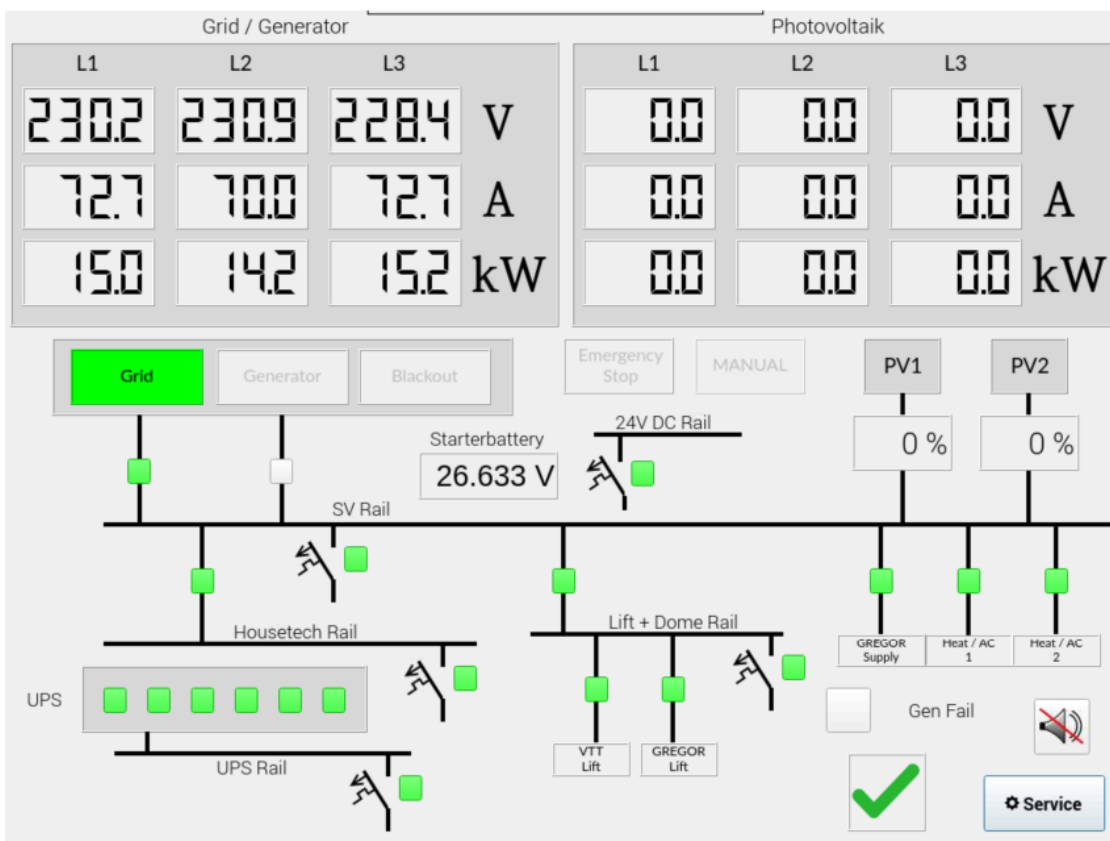 Grid / Generator
Photovoltaik
L1 L2 L3
L1 L2 L3
230.2 230.9 228.4 V
0.0 0.0 0.0 V
72.7 70.0 72.7 A
0.0 0.0 0.0 A
15.0 14.2 15.2 kW
0.0 0.0 0.0 kW
Grid
Generator
Blackout
Emergency
Stop
MANUAL
PV1
PV2
0 %
0 %
24V DC Rail
Starterbattery
26.633 V
SV Rail
Housetech Rail
Lift + Dome Rail
GREGOR
Supply
Heat / AC
1
Heat / AC
2
UPS
UPS Rail
VTT
Lift
GREGOR
Lift
Gen Fail
Service